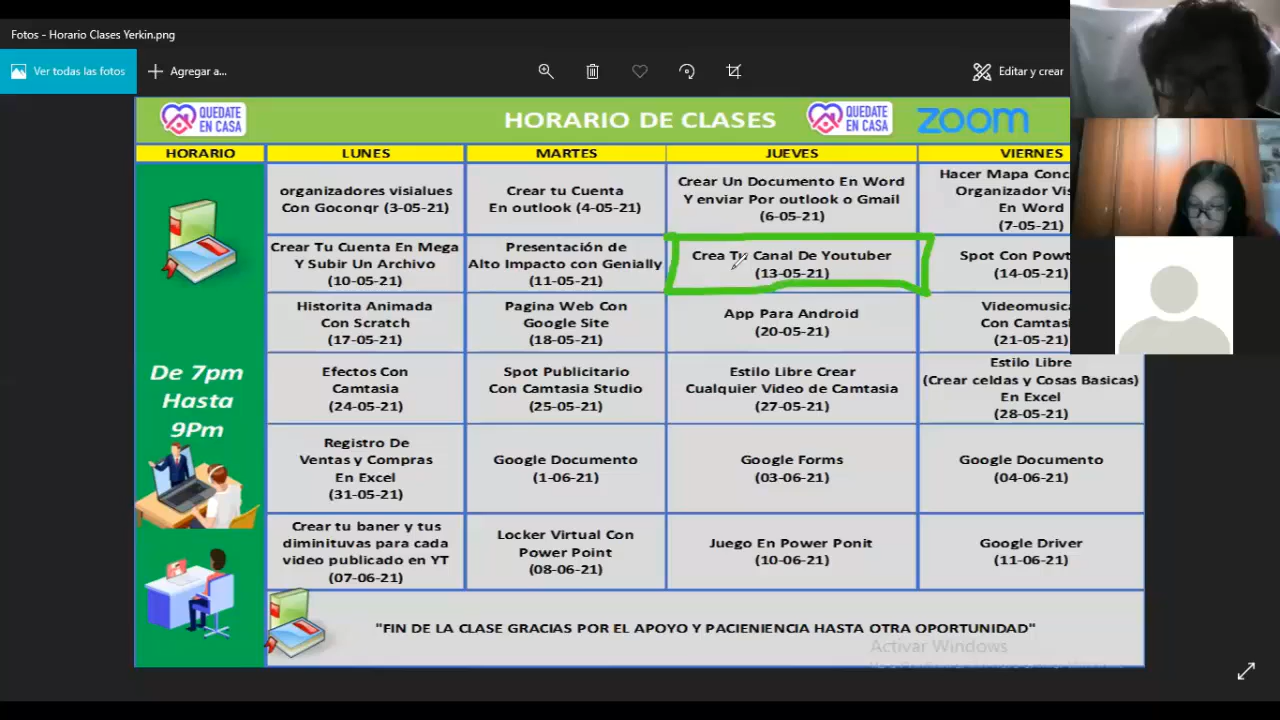 Fotos - Horario Clases Yerkin.png
Ver todas las fotos
Agregar a...
Editar y crear
QUEDATE
EN CASA
HORARIO DE CLASES
QUEDATE
EN CASA
zoom
HORARIO
LUNES
MARTES
JUEVES
VIERNES
organizadores visialues
Con Goconqr (3-05-21)
Crear tu Cuenta
En outlook (4-05-21)
Crear Un Documento En Word
Y enviar Por outlook o Gmail
(6-05-21)
Hacer Mapa Conc
Organizador Vis
En Word
(7-05-21)
Crear Tu Cuenta En Mega
Y Subir Un Archivo
(10-05-21)
Presentación de
Alto Impacto con Genially
(11-05-21)
Crea Tu Canal De Youtuber
(13-05-21)
Spot Con Powt
(14-05-21)
Historita Animada
Con Scratch
(17-05-21)
Pagina Web Con
Google Site
(18-05-21)
App Para Android
(20-05-21)
Videomusica
Con Camtasi
(21-05-21)
De 7pm
Hasta
9Pm
Efectos Con
Camtasia
(24-05-21)
Spot Publicitario
Con Camtasia Studio
(25-05-21)
Estilo Libre Crear
Cualquier Video de Camtasia
(27-05-21)
Estilo Libre
(Crear celdas y Cosas Basicas)
En Excel
(28-05-21)
Registro De
Ventas y Compras
En Excel
(31-05-21)
Google Documento
(1-06-21)
Google Forms
(03-06-21)
Google Documento
(04-06-21)
Crear tu baner y tus
diminituvas para cada
video publicado en YT
(07-06-21)
Locker Virtual Con
Power Point
(08-06-21)
Juego En Power Ponit
(10-06-21)
Google Driver
(11-06-21)
"FIN DE LA CLASE GRACIAS POR EL APOYO Y PACIENIENCIA HASTA OTRA OPORTUNIDAD"
Activar Windows